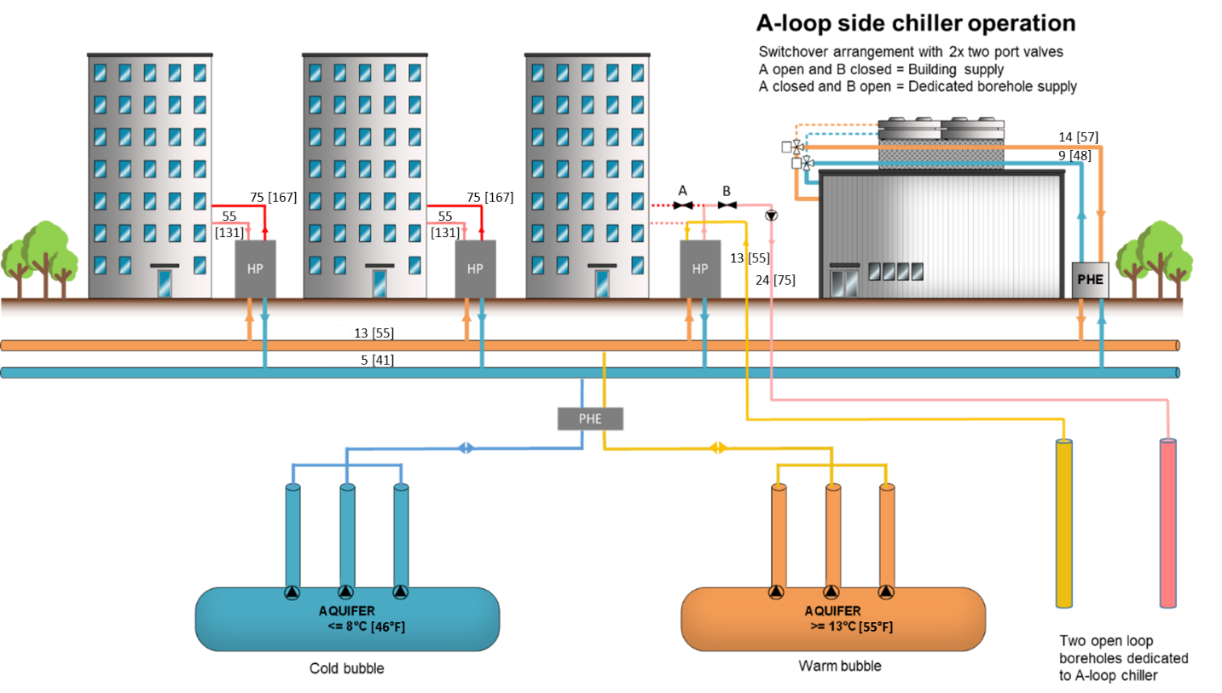 A-loop side chiller operation
Switchover arrangement with 2x two port valves
A open and B closed = Building supply
A closed and B open = Dedicated borehole supply
14 [57]
9 [48]
A
B
75 [167]
55
[131]
75 [167]
55
[131]
HP
HP
HP
13 [55]
24 [75]
PHE
13 [55]
5 [41]
PHE
AQUIFER
<= 8°C [46°F]
Cold bubble
AQUIFER
>= 13°C [55°F]
Warm bubble
Two open loop
boreholes dedicated
to A-loop chiller